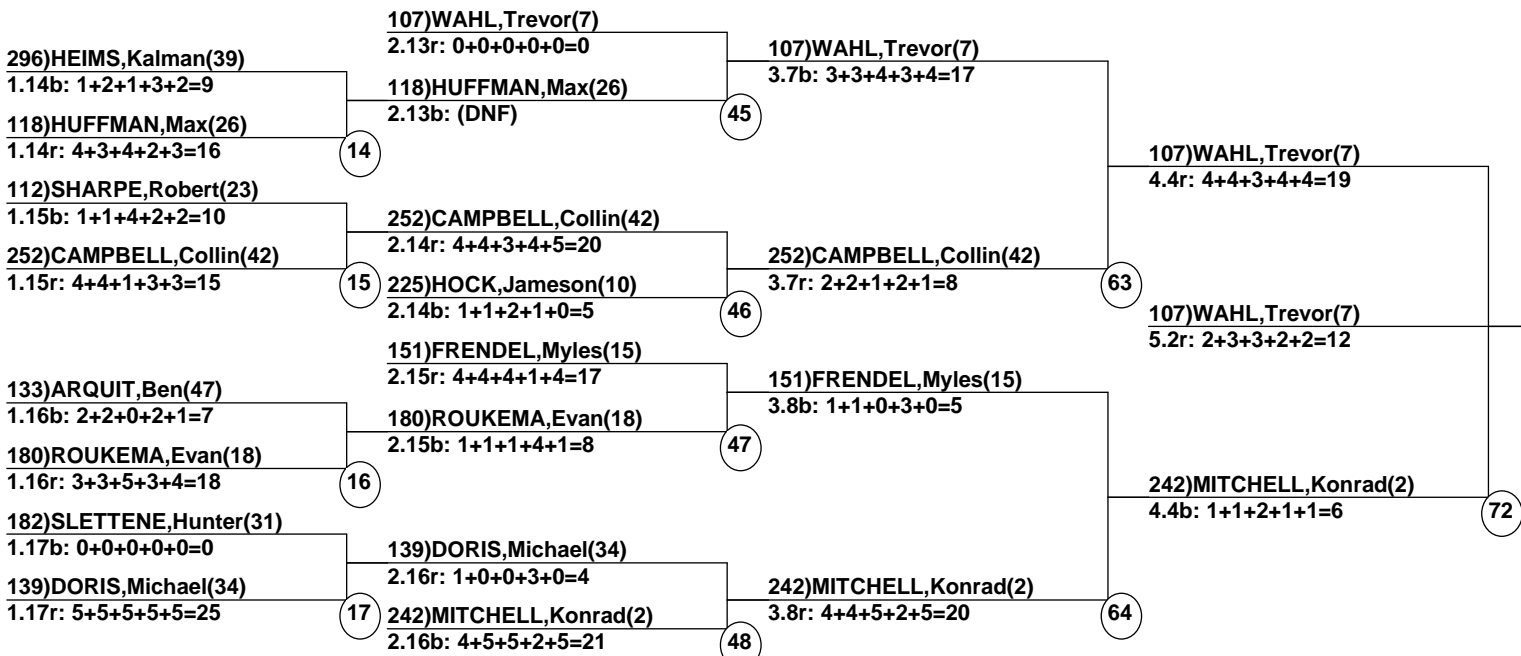 296)HEIMS,Kalman(39)
1.14b: 1+2+1+3+2=9
118)HUFFMAN,Max(26)
1.14r: 4+3+4+2+3=16
14
112)SHARPE,Robert(23)
1.15b: 1+1+4+2+2=10
252)CAMPBELL,Collin(42)
1.15r: 4+4+1+3+3=15
15
133)ARQUIT,Ben(47)
1.16b: 2+2+0+2+1=7
180)ROUKEMA,Evan(18)
1.16r: 3+3+5+3+4=18
16
182)SLETTENE,Hunter(31)
1.17b: 0+0+0+0+0=0
139)DORIS,Michael(34)
1.17r: 5+5+5+5+5=25
17
107)WAHL,Trevor(7)
2.13r: 0+0+0+0+0=0
118)HUFFMAN,Max(26)
2.13b: (DNF)
45
252)CAMPBELL,Collin(42)
2.14r: 4+4+3+4+5=20
225)HOCK,Jameson(10)
2.14b: 1+1+2+1+0=5
46
151)FRENDEL,Myles(15)
2.15r: 4+4+4+1+4=17
180)ROUKEMA,Evan(18)
2.15b: 1+1+1+4+1=8
47
139)DORIS,Michael(34)
2.16r: 1+0+0+3+0=4
242)MITCHELL,Konrad(2)
2.16b: 4+5+5+2+5=21
48
107)WAHL,Trevor(7)
3.7b: 3+3+4+3+4=17
252)CAMPBELL,Collin(42)
3.7r: 2+2+1+2+1=8
63
151)FRENDEL,Myles(15)
3.8b: 1+1+0+3+0=5
242)MITCHELL,Konrad(2)
3.8r: 4+4+5+2+5=20
64
107)WAHL,Trevor(7)
4.4r: 4+4+3+4+4=19
242)MITCHELL,Konrad(2)
4.4b: 1+1+2+1+1=6
72
107)WAHL,Trevor(7)
5.2r: 2+3+3+2+2=12